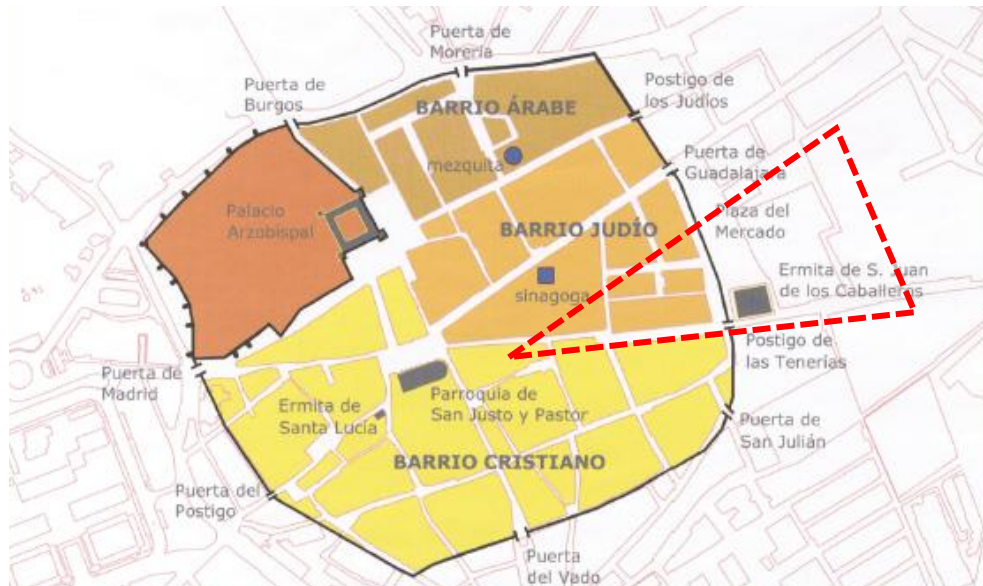 Puerta de
Morería
Puerta de
Burgos
BARRIO ÁRABE
Postigo de
los Judíos
mezquita
Puerta de
Guadalajara
Palacio
Arzobispal
BARRIO JUDÍO
Plaza del
Mercado
sinagoga
Ermita de S. Juan
de los Caballeros
Postigo de
las Tenerías
Puerta de
Madrid
Ermita de
Santa Lucía
Parroquia de
San Justo y Pastor
Puerta de
San Julián
BARRIO CRISTIANO
Puerta del
Postigo
Puerta
del Vado